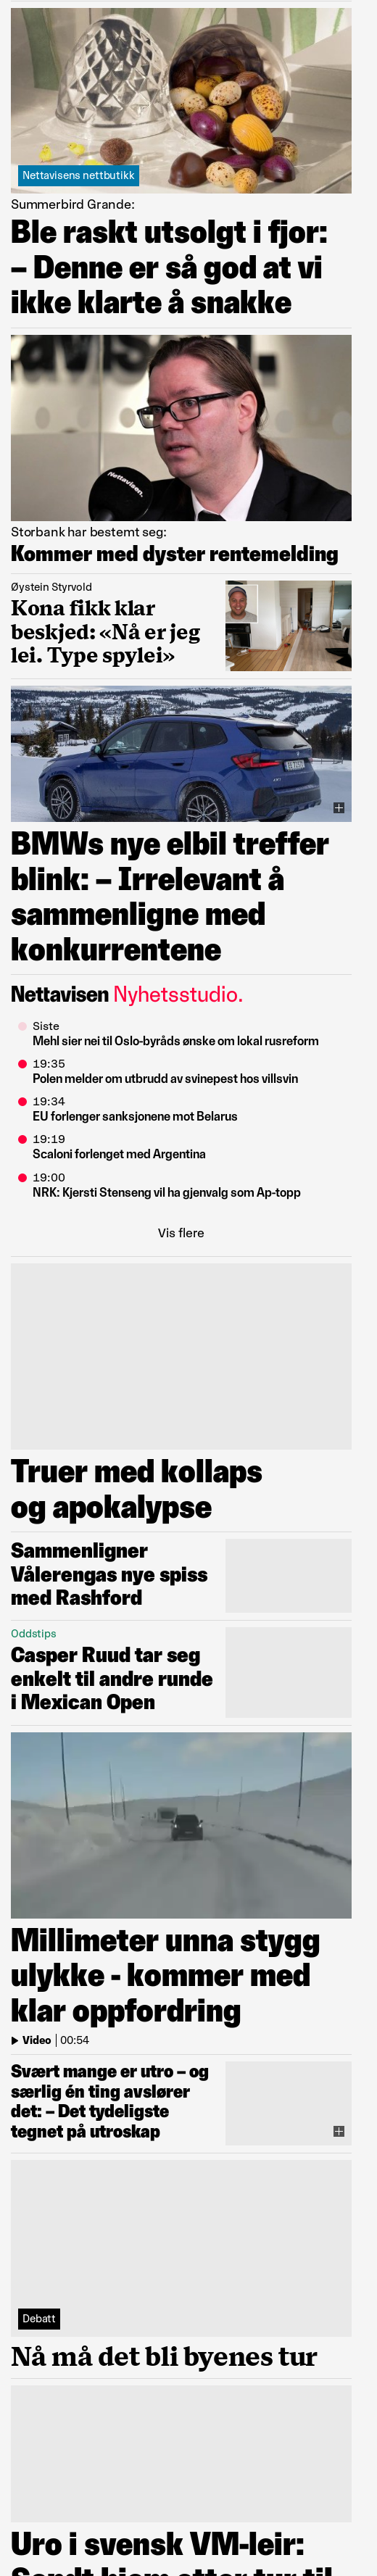 Nettavisens nettbutikk
Summerbird Grande:
Ble raskt utsolgt i fjor:
– Denne er så god at vi
ikke klarte å snakke
Nettavisen.
Storbank har bestemt seg:
Kommer med dyster rentemelding
Øystein Styrvold
Kona fikk klar
beskjed: «Nå er jeg
lei. Type spylei»
BMWs nye elbil treffer
blink: – Irrelevant å
sammenligne med
konkurrentene
Nettavisen Nyhetsstudio.
Siste
Mehl sier nei til Oslo-byråds ønske om lokal rusreform
19:35
Polen melder om utbrudd av svinepest hos villsvin
19:34
EU forlenger sanksjonene mot Belarus
19:19
Scaloni forlenget med Argentina
19:00
NRK: Kjersti Stenseng vil ha gjenvalg som Ap-topp
Vis flere
Truer med kollaps
og apokalypse
Sammenligner
Vålerengas nye spiss
med Rashford
Oddstips
Casper Ruud tar seg
enkelt til andre runde
i Mexican Open
Millimeter unna stygg
ulykke - kommer med
klar oppfordring
Video | 00:54
Svært mange er utro – og
særlig én ting avslører
det: – Det tydeligste
tegnet på utroskap
Debatt
Nå må det bli byenes tur
Uro i svensk VM-leir:
Sendt hjem etter tur til